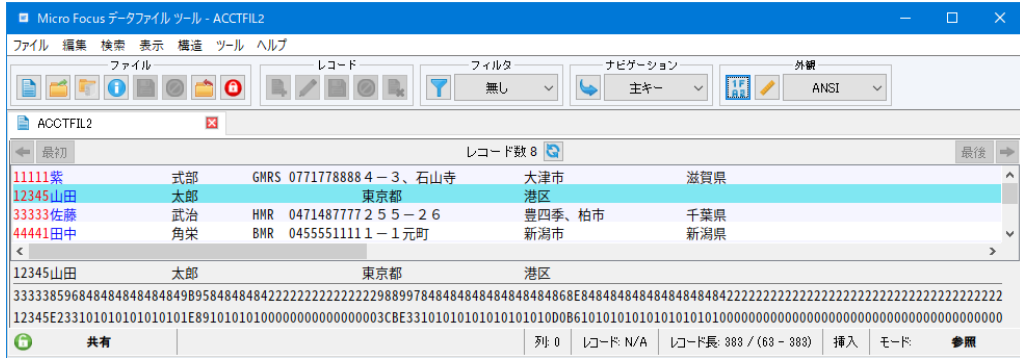 Micro Focus データファイル ツール - ACCTFIL2
ファイル 編集 検索 表示 構造 ツール ヘルプ
ファイル レコード フィルタ ナビゲーション 外観
無し 主キー ANSI
ACCTFIL2
最初 レコード数 8 最後
11111紫 式部 GMRS 0771778888４－３、石山寺 大津市 滋賀県
12345山田 太郎 東京都 港区
33333佐藤 武治 HMR 0471487777２５５－２６ 豊四季、柏市 千葉県
44441田中 角栄 BMR 0455551111１－１元町 新潟市 新潟県
12345山田 太郎 東京都 港区
列: 0 レコード: N/A レコード長: 383 / (63 - 383) 挿入 モード: 参照
共有